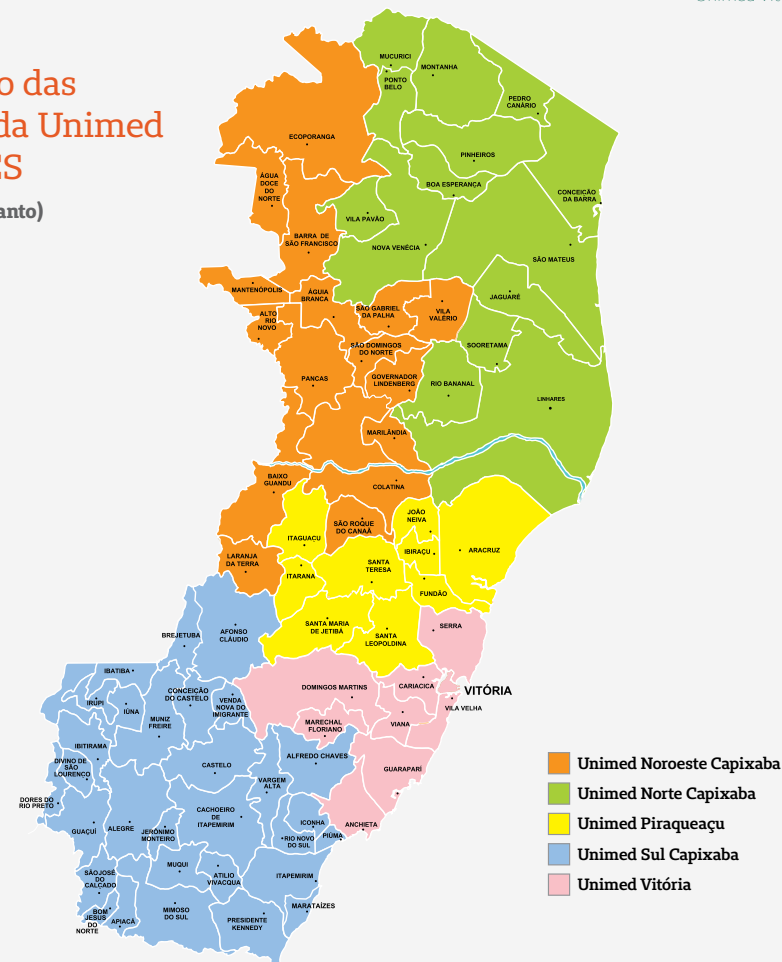 o das
da Unimed
anto)
MUCURICI
PONTO
BELO
MONTANHA
PEDRO
CANÁRIO
ECOPORANGA
PINHEIROS
ÁGUA
DOCE
DO
NORTE
BOA ESPERANÇA
CONCEIÇÃO
DA BARRA
VILA PAVÃO
BARRA DE
SÃO FRANCISCO
NOVA VENÉCIA
SÃO MATEUS
MANTENÓPOLIS
ÁGUIA
BRANCA
JAGUARÉ
ALTO
RIO
NOVO
SÃO GABRIEL
DA PALHA
VILA
VALÉRIO
SÃO DOMINGOS
DO NORTE
SOORETAMA
PANCAS
GOVERNADOR
LINDENBERG
RIO BANANAL
LINHARES
MARILÂNDIA
BAIXO
GUANDU
COLATINA
SÃO ROQUE
DO CANAÃ
JOÃO
NEIVA
ITAGUACU
IBIRAÇU
ARACRUZ
LARANJA
DA TERRA
ITARANA
SANTA
TERESA
FUNDÃO
SANTA MARIA
DE JETIBÁ
SANTA
LEOPOLDINA
SERRA
BREJETUBA
AFONSO
CLÁUDIO
IBATIBA
CONCEIÇÃO
DO CASTELO
VENDA
NOVA DO
IMIGRANTE
DOMINGOS MARTINS
CARIACICA
VITÓRIA
VILA VELHA
IRUPI
IÚNA
MUNIZ
FREIRE
MARECHAL
FLORIANO
VIANA
IBITIRAMA
DIVINO DE
SÃO
LOURENÇO
CASTELO
ALFREDO CHAVES
GUARAPARÍ
VARGEM
ALTA
DORES DO
RIO PRETO
CACHOEIRO
DE
ITAPEMIRIM
GUAÇUÍ
ALEGRE
JERÔNIMO
MONTEIRO
ICONHA
ANCHIETA
RIO NOVO
DO SUL
PIÚMA
MUQUI
ATILIO
VIVACQUA
ITAPEMIRIM
SÃOJOSÉ
DO
CALÇADO
BOM
JESUS
DO
NORTE
APIACÁ
MIMOSO
DO SUL
PRESIDENTE
KENNEDY
MARATAÍZES
Unimed Noroeste Capixaba
Unimed Norte Capixaba
Unimed Piraqueaçu
Unimed Sul Capixaba
Unimed Vitória